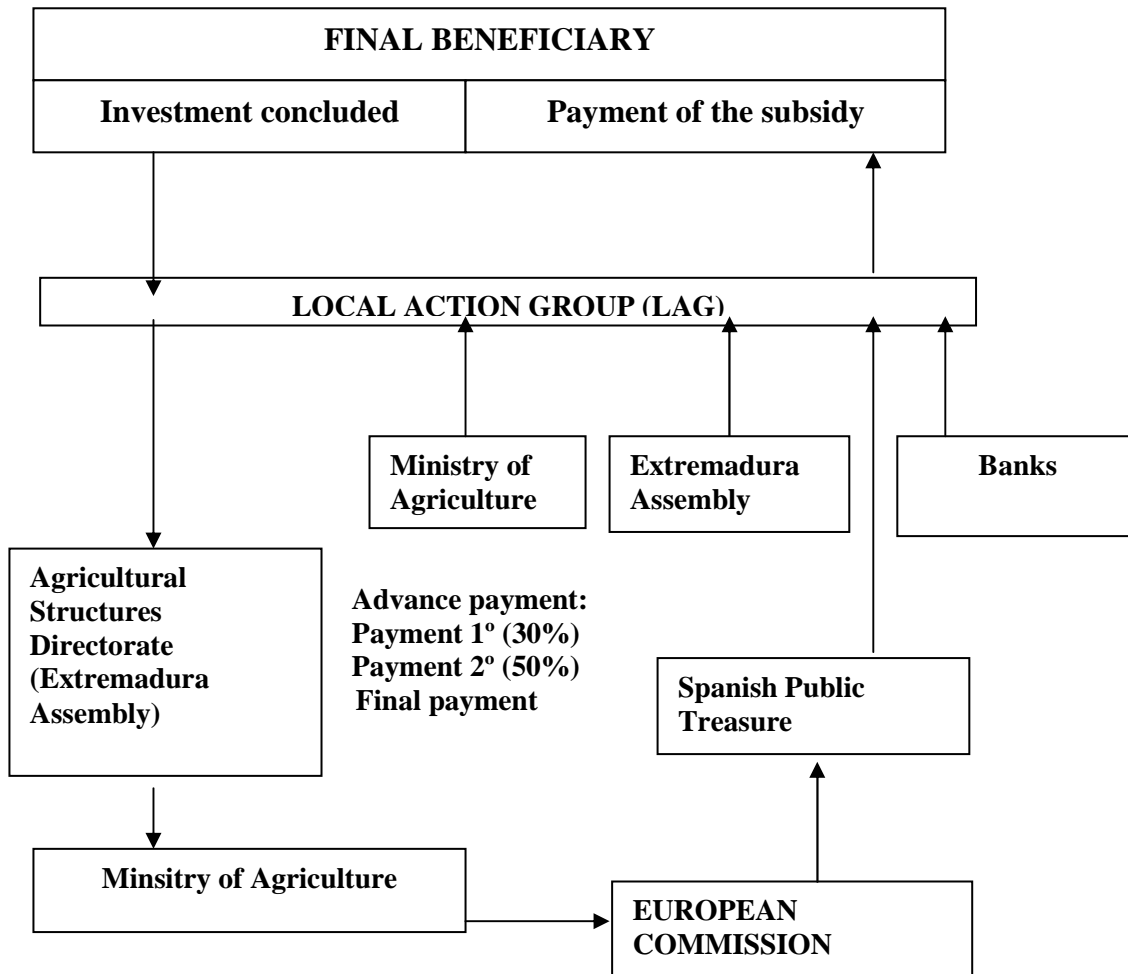 FINAL BENEFICIARY
Investment concluded
Payment of the subsidy
LOCAL ACTION GROUP (LAG)
Ministry of
Agriculture
Extremadura
Assembly
Banks
Agricultural
Structures
Directorate
(Extremadura
Assembly)
Advance payment:
Payment 1º (30%)
Payment 2º (50%)
Final payment
Spanish Public
Treasure
Minsitry of Agriculture
EUROPEAN
COMMISSION